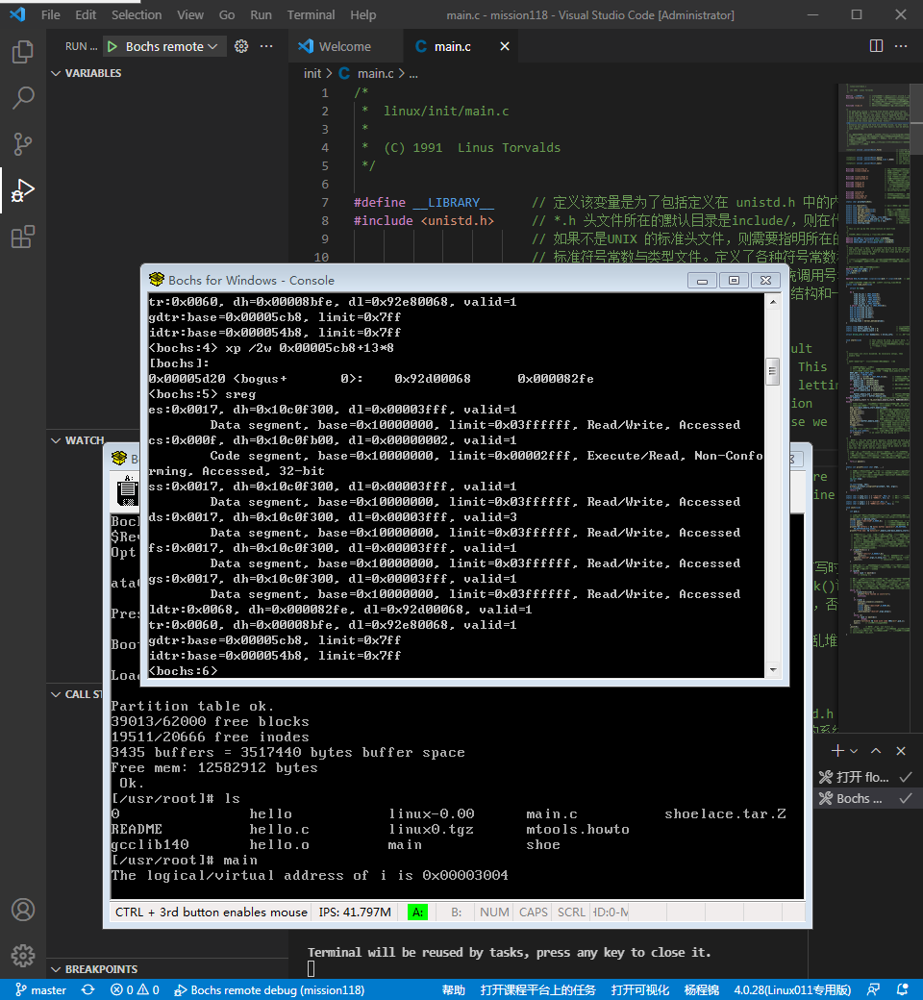 File Edit Selection View Go Run Terminal Help main.c - mission118 - Visual Studio Code [Administrator]
RUN ... Bochs remote
Welcome main.c
VARIABLES
init > main.c > ...
1 /*
2 * linux/init/main.c
3 *
4 * (C) 1991 Linus Torvalds
5 */
6
7 #define __LIBRARY__ // 定义该变量是为了包括定义在 unistd.h 中的内
8 #include <unistd.h> // *.h 头文件所在的默认目录是include/，则在代
9 // 如果不是UNIX 的标准头文件，则需要指明所在的
10 // 标准符号常数与类型文件。定义了各种符号常数
统调用号
结构和一
ult
This
letting
ion
se we
re
ine
写时
乱堆
d.h
Bochs for Windows - Console
tr:0x0060, dh=0x00008bfe, dl=0x92e80068, valid=1
gdtr:base=0x00005cb8, limit=0x7ff
idtr:base=0x000054b8, limit=0x7ff
<bochs:4> xp /2w 0x00005cb8+13*8
[bochs]:
0x00005d20 <bogus+ 0>: 0x92d00068 0x000082fe
<bochs:5> sreg
es:0x0017, dh=0x10c0f300, dl=0x00003fff, valid=1
Data segment, base=0x10000000, limit=0x03ffffff, Read/Write, Accessed
cs:0x000f, dh=0x10c0fb00, dl=0x00000002, valid=1
Code segment, base=0x10000000, limit=0x00002fff, Execute/Read, Non-Confo
rming, Accessed, 32-bit
ss:0x0017, dh=0x10c0f300, dl=0x00003fff, valid=1
Data segment, base=0x10000000, limit=0x03ffffff, Read/Write, Accessed
ds:0x0017, dh=0x10c0f300, dl=0x00003fff, valid=3
Data segment, base=0x10000000, limit=0x03ffffff, Read/Write, Accessed
fs:0x0017, dh=0x10c0f300, dl=0x00003fff, valid=1
Data segment, base=0x10000000, limit=0x03ffffff, Read/Write, Accessed
gs:0x0017, dh=0x10c0f300, dl=0x00003fff, valid=1
Data segment, base=0x10000000, limit=0x03ffffff, Read/Write, Accessed
ldtr:0x0068, dh=0x000082fe, dl=0x92d00068, valid=1
tr:0x0060, dh=0x00008bfe, dl=0x92e80068, valid=1
gdtr:base=0x00005cb8, limit=0x7ff
idtr:base=0x000054b8, limit=0x7ff
<bochs:6>
WATCH
A:
Boch
$Rev
Opt
ata
Pres
Boot
Load
CALL ST
Partition table ok.
39013/62000 free blocks
19511/20666 free inodes
3435 buffers = 3517440 bytes buffer space
Free mem: 12582912 bytes
Ok.
[/usr/root]# ls
0 hello linux-0.00 main.c shoelace.tar.Z
README hello.c linux0.tgz mtools.howto
gcclib140 hello.o main shoe
[/usr/root]# main
The logical/virtual address of i is 0x00003004
CTRL + 3rd button enables mouse IPS: 41.797M A: B: NUM CAPS SCRL HD:0-M
打开 flo...
Bochs ...
Terminal will be reused by tasks, press any key to close it.
BREAKPOINTS
master 0 0 Bochs remote debug (mission118) 帮助 打开课程平台上的任务 打开可视化 杨程锦 4.0.28(Linux011专用版)